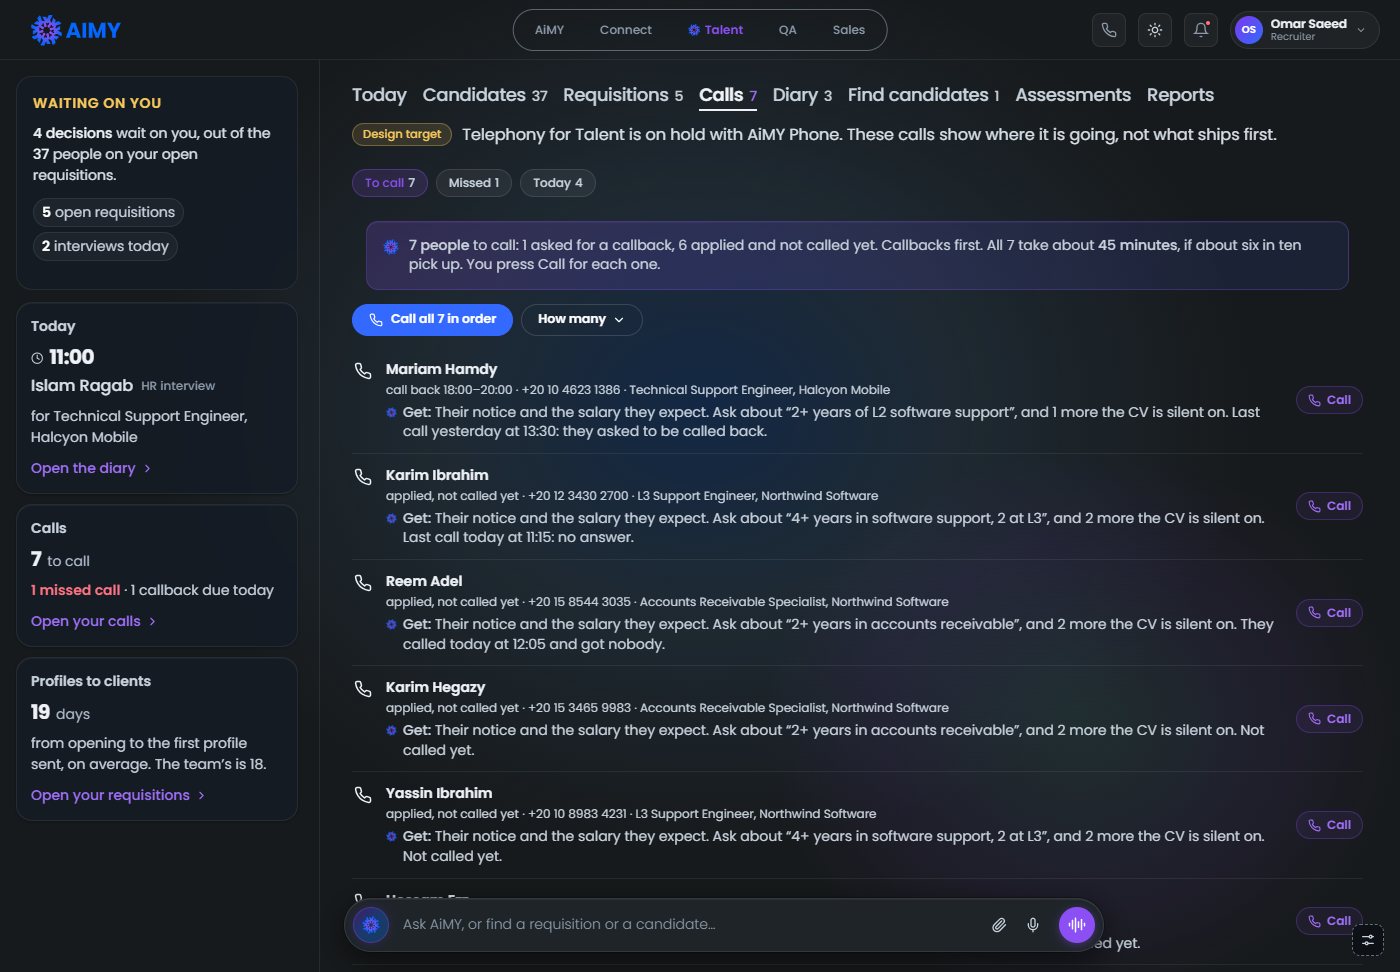 AiMY
AiMY
Connect
Talent
QA
Sales
OS
Omar Saeed
Recruiter
WAITING ON YOU
4 decisions wait on you, out of the
37 people on your open
requisitions.
5 open requisitions
2 interviews today
Today
11:00
Islam Ragab HR interview
for Technical Support Engineer,
Halcyon Mobile
Open the diary
Calls
7 to call
1 missed call · 1 callback due today
Open your calls
Profiles to clients
19 days
from opening to the first profile
sent, on average. The team's is 18.
Open your requisitions
Today
Candidates 37
Requisitions 5
Calls 7
Diary 3
Find candidates 1
Assessments
Reports
Design target
Telephony for Talent is on hold with AiMY Phone. These calls show where it is going, not what ships first.
To call 7
Missed 1
Today 4
7 people to call: 1 asked for a callback, 6 applied and not called yet. Callbacks first. All 7 take about 45 minutes, if about six in ten
pick up. You press Call for each one.
Call all 7 in order
How many
Mariam Hamdy
call back 18:00–20:00 · +20 10 4623 1386 · Technical Support Engineer, Halcyon Mobile
Get: Their notice and the salary they expect. Ask about “2+ years of L2 software support”, and 1 more the CV is silent on. Last
call yesterday at 13:30: they asked to be called back.
Call
Karim Ibrahim
applied, not called yet · +20 12 3430 2700 · L3 Support Engineer, Northwind Software
Get: Their notice and the salary they expect. Ask about “4+ years in software support, 2 at L3”, and 2 more the CV is silent on.
Last call today at 11:15: no answer.
Call
Reem Adel
applied, not called yet · +20 15 8544 3035 · Accounts Receivable Specialist, Northwind Software
Get: Their notice and the salary they expect. Ask about “2+ years in accounts receivable”, and 2 more the CV is silent on. They
called today at 12:05 and got nobody.
Call
Karim Hegazy
applied, not called yet · +20 15 3465 9983 · Accounts Receivable Specialist, Northwind Software
Get: Their notice and the salary they expect. Ask about “2+ years in accounts receivable”, and 2 more the CV is silent on. Not
called yet.
Call
Yassin Ibrahim
applied, not called yet · +20 10 8983 4231 · L3 Support Engineer, Northwind Software
Get: Their notice and the salary they expect. Ask about “4+ years in software support, 2 at L3”, and 2 more the CV is silent on.
Not called yet.
Call
Call
Ask AiMY, or find a requisition or a candidate...
yet.